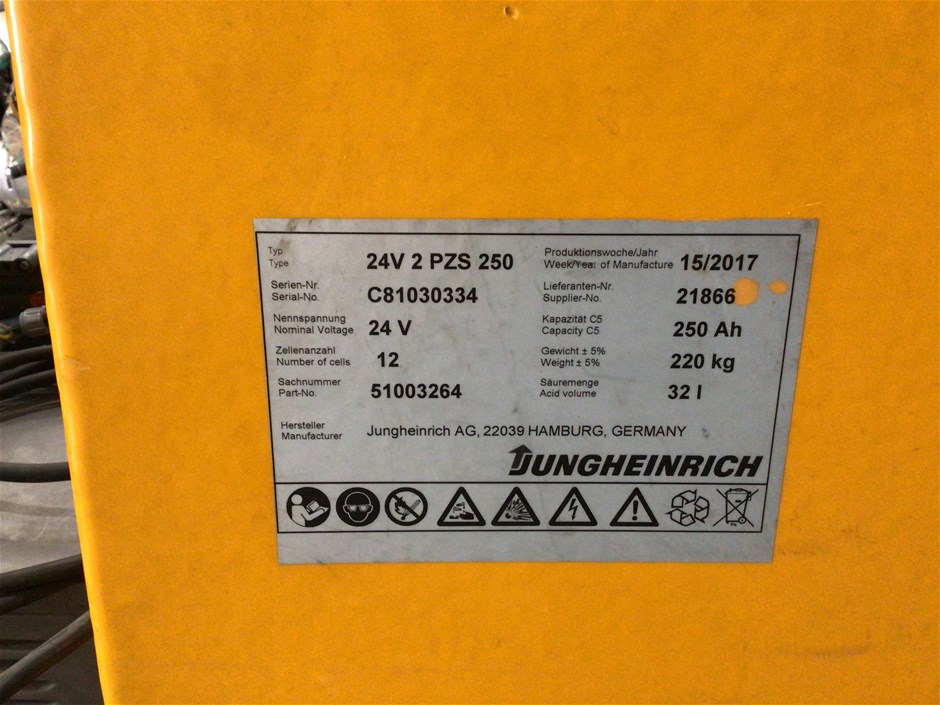 Typ
Type 24V 2 PZS 250
Produktionswoche/Jahr
Week/Year of Manufacture 15/2017
Serien-Nr.
Serial-No. C81030334
Lieferanten-Nr.
Supplier-No. 21866
Nennspannung
Nominal Voltage 24 V
Kapazität C5
Capacity C5 250 Ah
Zellenanzahl
Number of cells 12
Gewicht ± 5%
Weight ± 5% 220 kg
Sachnummer
Part-No. 51003264
Säuremenge
Acid volume 32 l
Hersteller
Manufacturer Jungheinrich AG, 22039 HAMBURG, GERMANY
JUNGHEINRICH